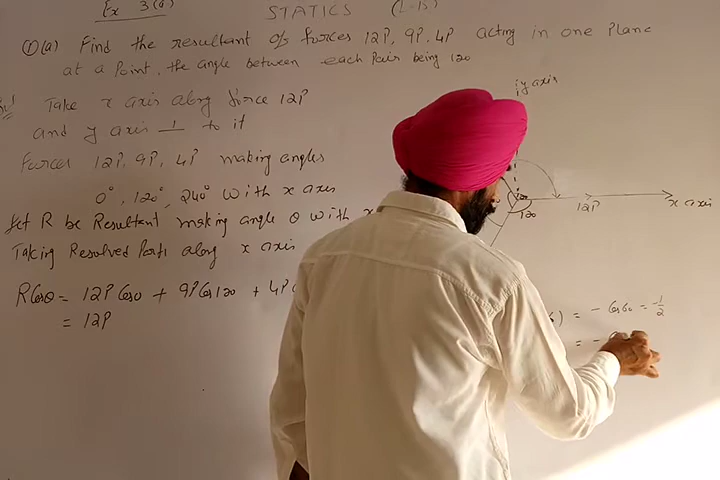 Ex 3(a)
STATICS (L-15)
①(a) Find the resultant of forces 12P, 9P, 4P acting in one plane
at a point, the angle between each pair being 120
Take x axis along force 12P
and y axis ⊥ to it
Forces 12P, 9P, 4P making angles
0°, 120°, 240° with x axis
Let R be Resultant making angle θ with x
Taking Resolved Parts along x axis
RCosθ = 12P Cos0 + 9P Cos120 + 4P
= 12P
y axis
120
12P
x axis
) = - Cos60 = -1/2
= -